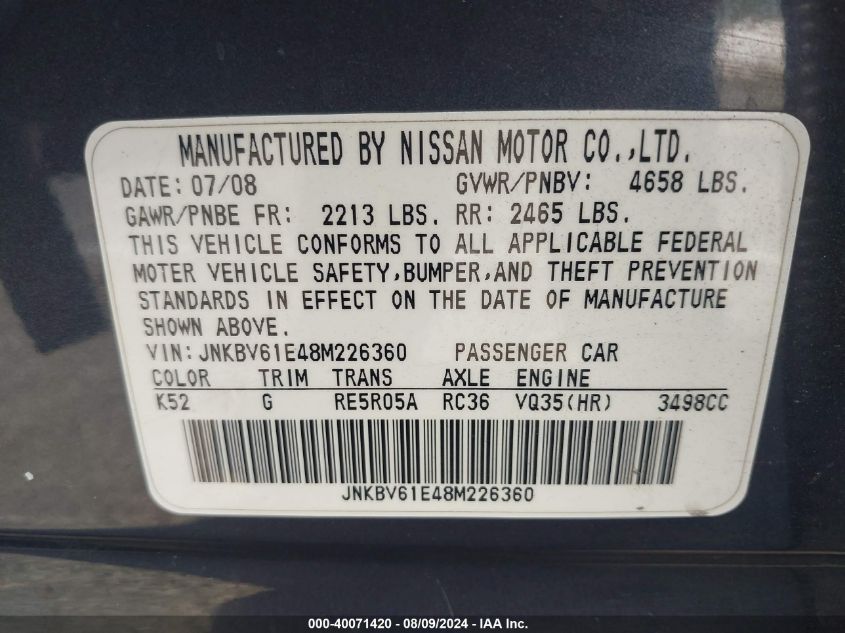 MANUFACTURED BY NISSAN MOTOR CO.,LTD.
DATE: 07/08 GVWR/PNBV: 4658 LBS.
GAWR/PNBE FR: 2213 LBS. RR: 2465 LBS.
THIS VEHICLE CONFORMS TO ALL APPLICABLE FEDERAL
MOTER VEHICLE SAFETY,BUMPER,AND THEFT PREVENTION
STANDARDS IN EFFECT ON THE DATE OF MANUFACTURE
SHOWN ABOVE.
VIN:JNKBV61E48M226360 PASSENGER CAR
COLOR TRIM TRANS AXLE ENGINE
K52 G RE5R05A RC36 VQ35(HR) 3498CC
JNKBV61E48M226360
000-40071420 - 08/09/2024 - IAA Inc.